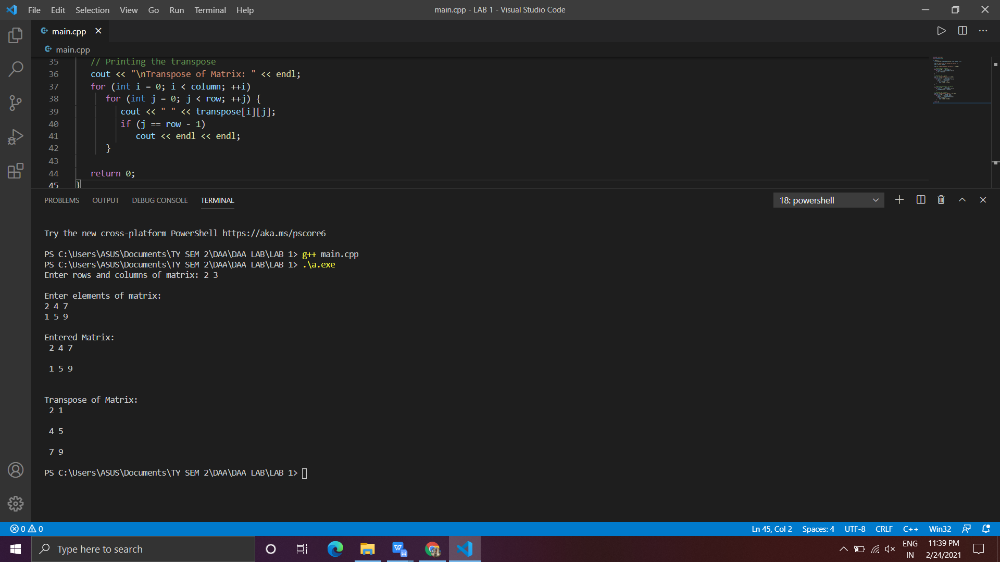 File Edit Selection View Go Run Terminal Help
main.cpp - LAB 1 - Visual Studio Code
main.cpp
main.cpp
35 // Printing the transpose
36 cout << "\nTranspose of Matrix: " << endl;
37 for (int i = 0; i < column; ++i)
38 for (int j = 0; j < row; ++j) {
39 cout << " " << transpose[i][j];
40 if (j == row - 1)
41 cout << endl << endl;
42 }
43
44 return 0;
45 }
PROBLEMS OUTPUT DEBUG CONSOLE TERMINAL
18: powershell
Try the new cross-platform PowerShell https://aka.ms/pscore6
PS C:\Users\ASUS\Documents\TY SEM 2\DAA\DAA LAB\LAB 1> g++ main.cpp
PS C:\Users\ASUS\Documents\TY SEM 2\DAA\DAA LAB\LAB 1> .\a.exe
Enter rows and columns of matrix: 2 3
Enter elements of matrix:
2 4 7
1 5 9
Entered Matrix:
2 4 7
1 5 9
Transpose of Matrix:
2 1
4 5
7 9
PS C:\Users\ASUS\Documents\TY SEM 2\DAA\DAA LAB\LAB 1>
0 0
Ln 45, Col 2 Spaces: 4 UTF-8 CRLF C++ Win32
Type here to search
ENG
IN
11:39 PM
2/24/2021